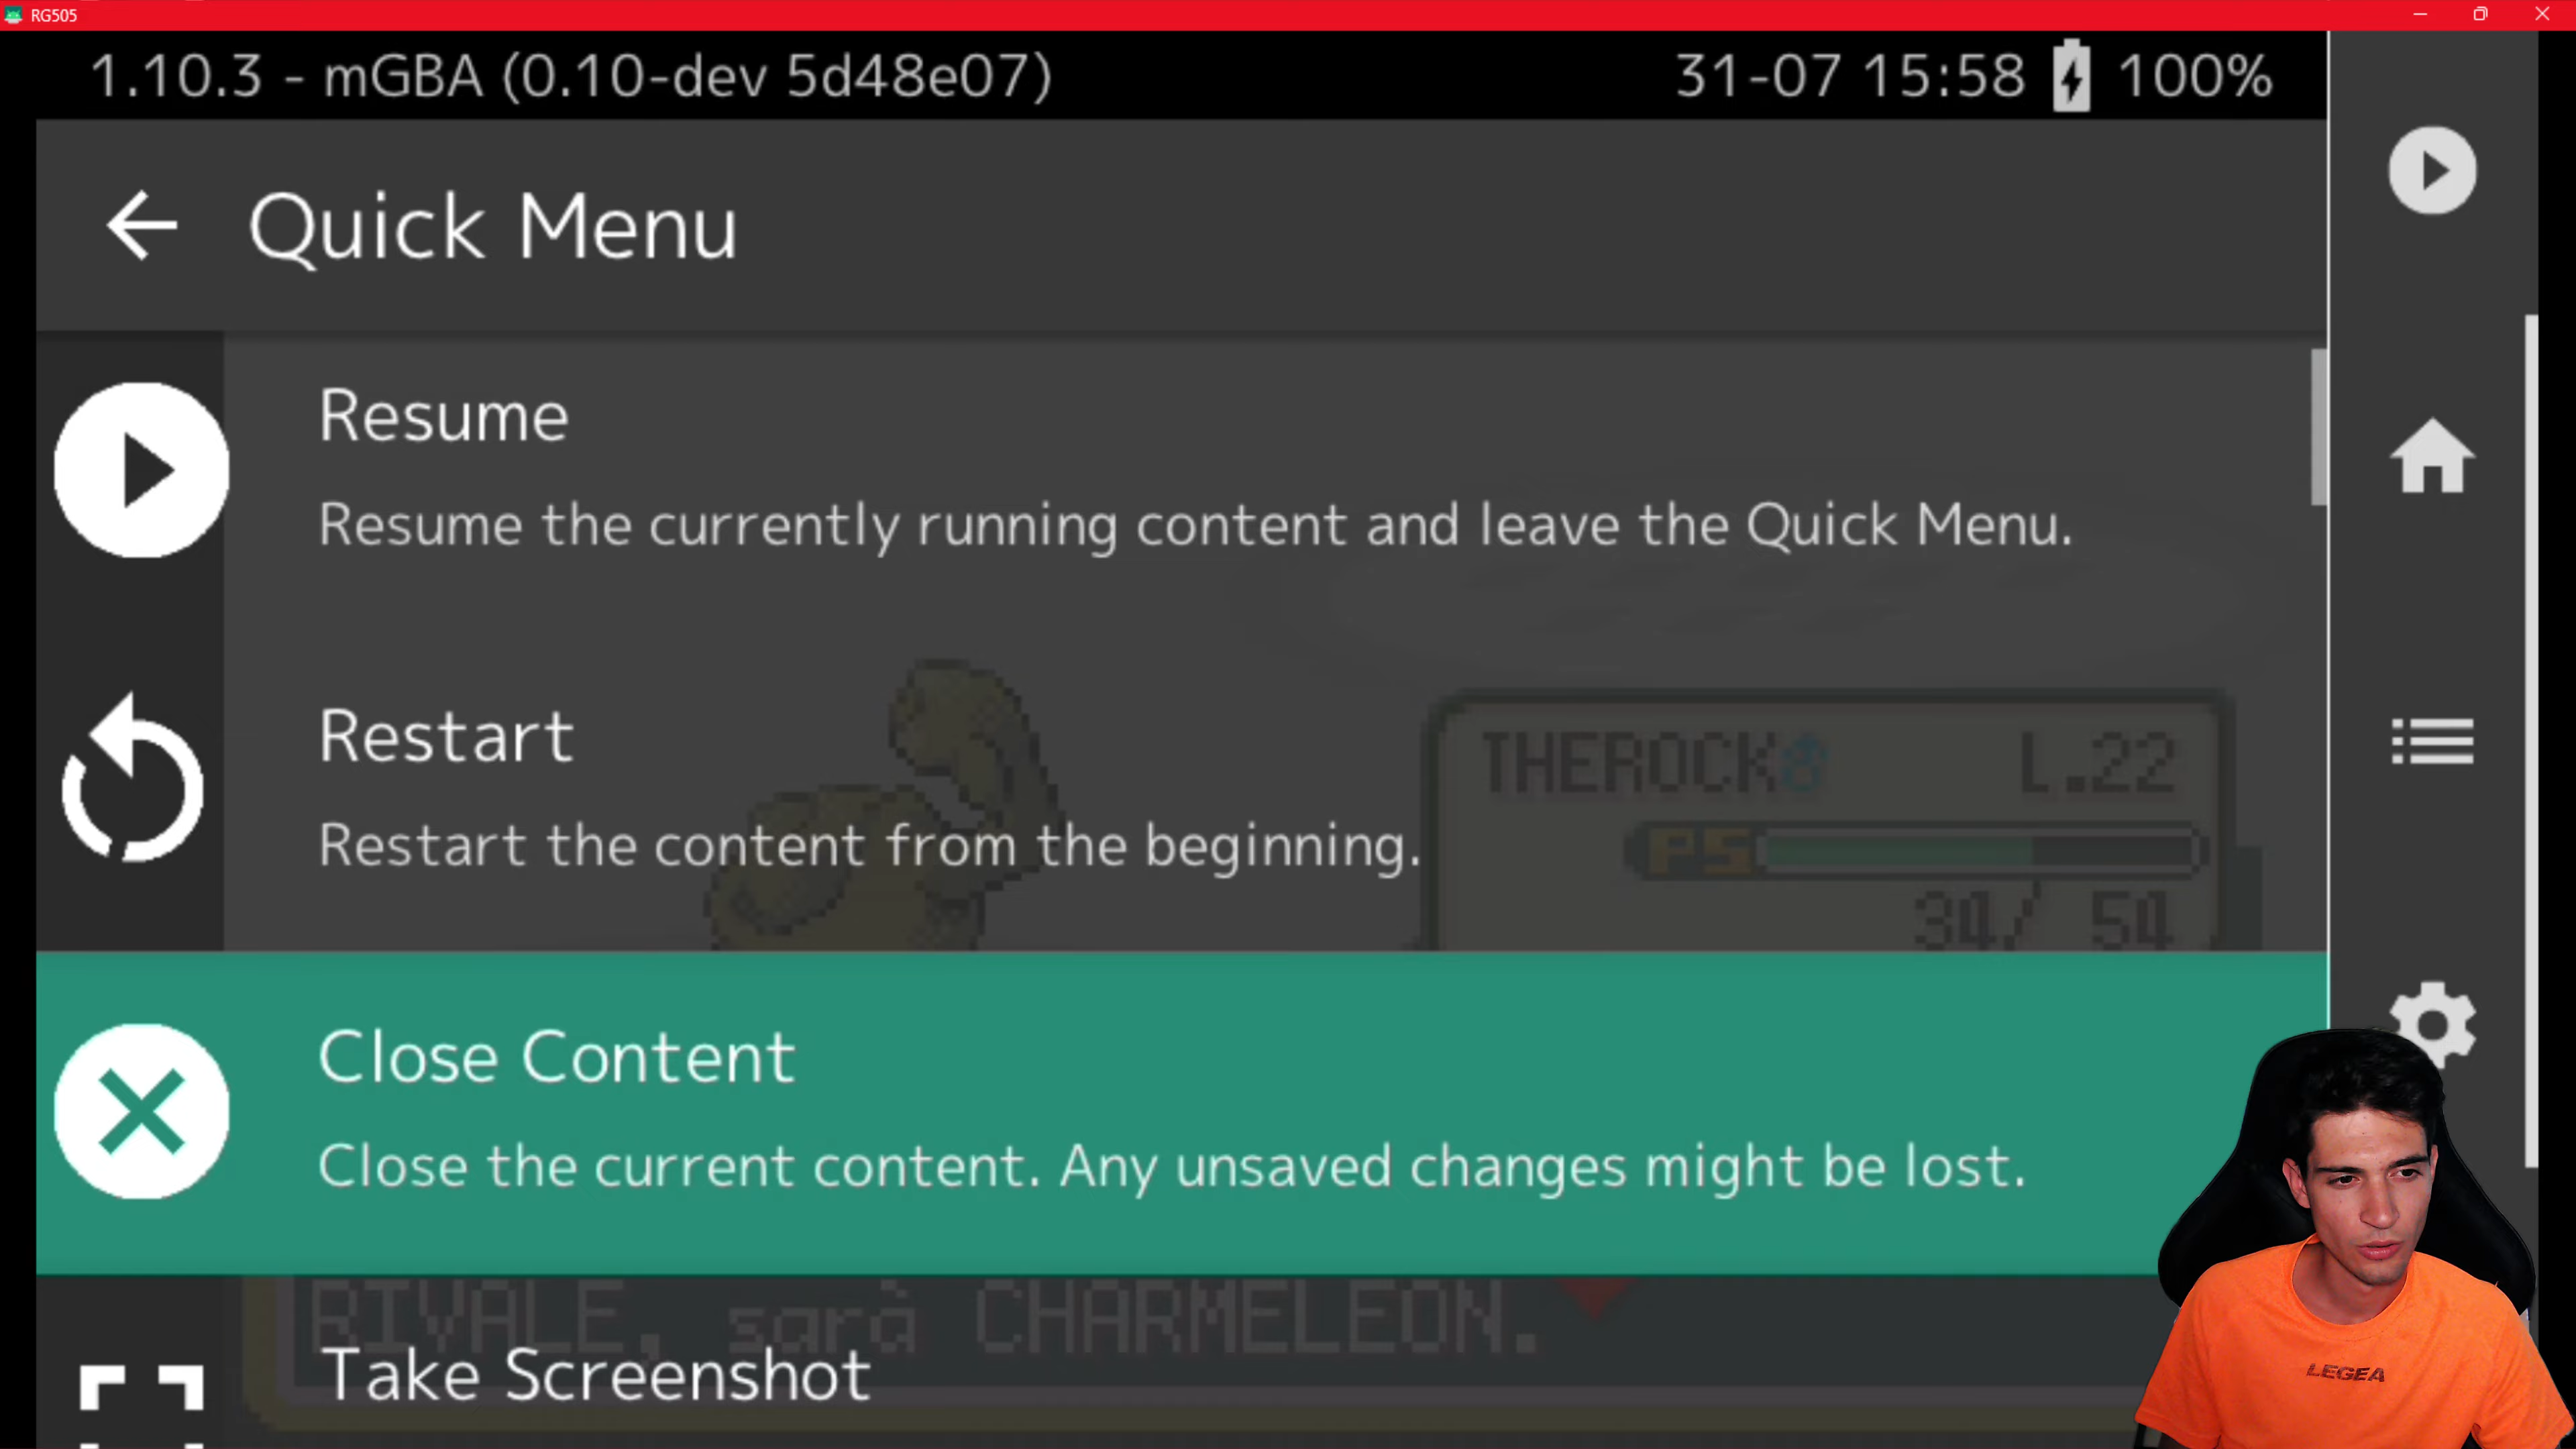 RG505
1.10.3 - mGBA (0.10-dev 5d48e07)
31-07 15:58 100%
Quick Menu
Resume
Resume the currently running content and leave the Quick Menu.
Restart
THEROCK♂ L.22
Restart the content from the beginning.
PS
34/ 54
Close Content
Close the current content. Any unsaved changes might be lost.
RIVALE, sarà CHARMELEON.
Take Screenshot
LEGEA